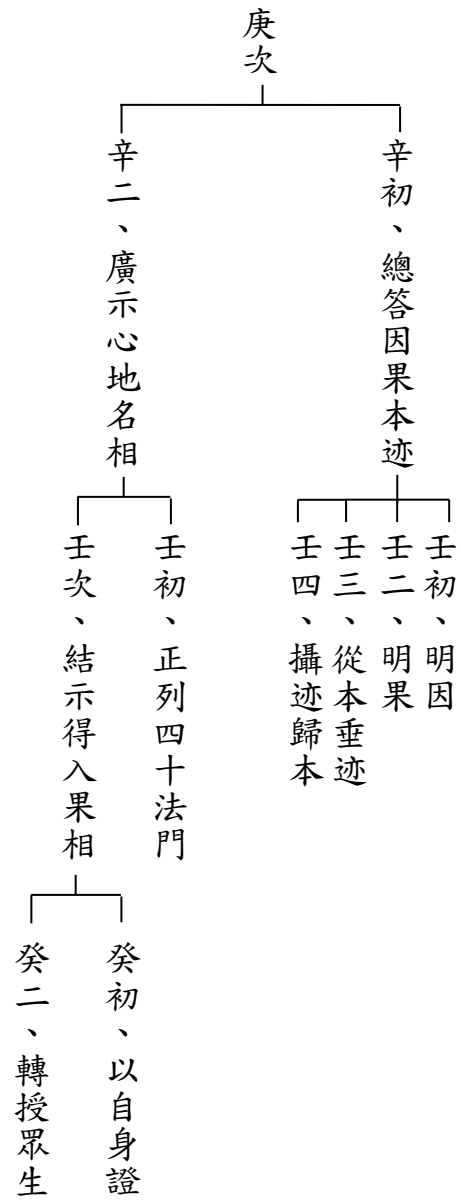 庚次
辛初、總答因果本迹
壬初、明因
壬二、明果
壬三、從本垂迹
壬四、攝迹歸本
辛二、廣示心地名相
壬初、正列四十法門
壬次、結示得入果相
癸初、以自身證
癸二、轉授眾生